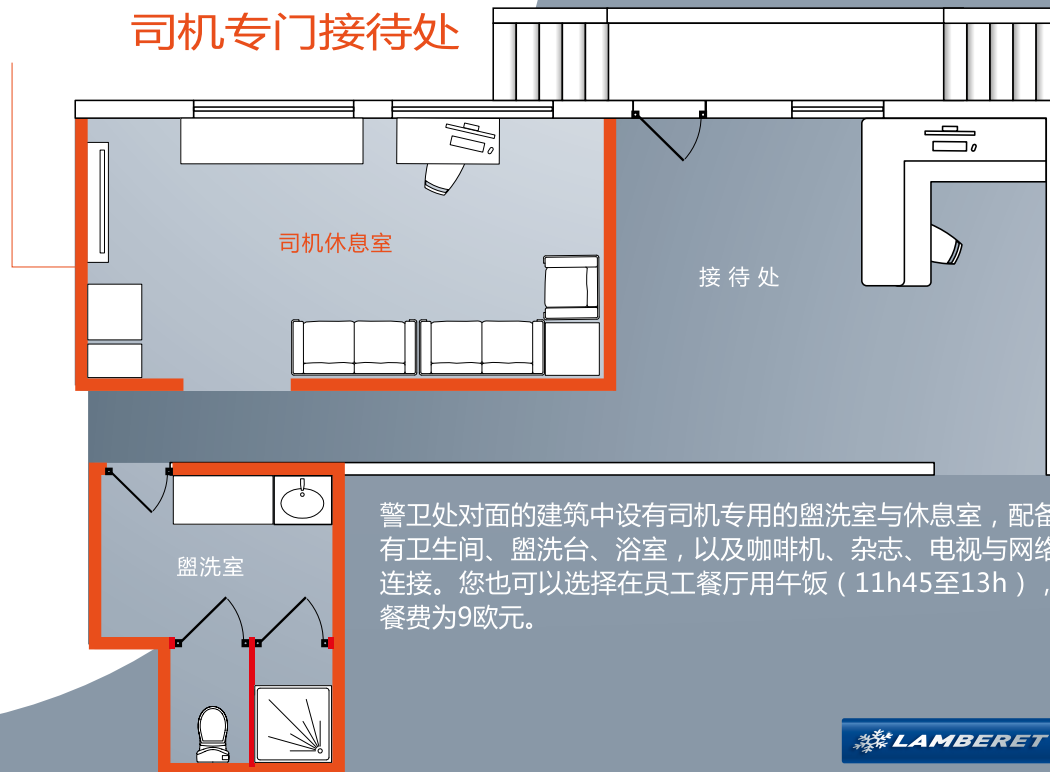 司机专门接待处
司机休息室
接 待 处
盥洗室
警卫处对面的建筑中设有司机专用的盥洗室与休息室，配备
有卫生间、盥洗台、浴室，以及咖啡机、杂志、电视与网络
连接。您也可以选择在员工餐厅用午饭（11h45至13h），
餐费为9欧元。
LAMBERET